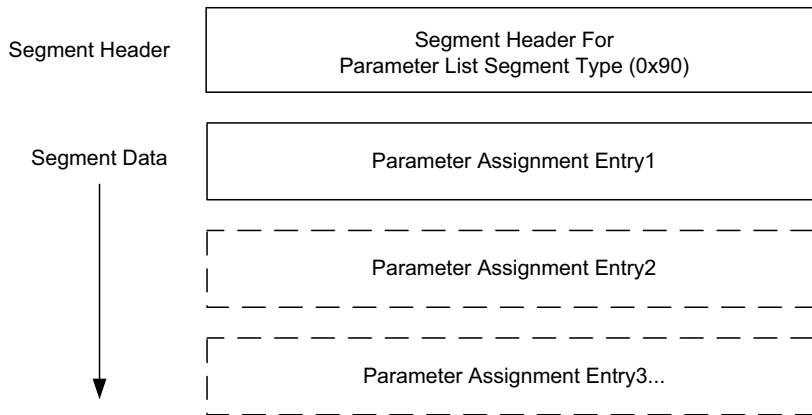 Segment Header
Segment Header For
Parameter List Segment Type (0x90)
Segment Data
Parameter Assignment Entry1
Parameter Assignment Entry2
Parameter Assignment Entry3...